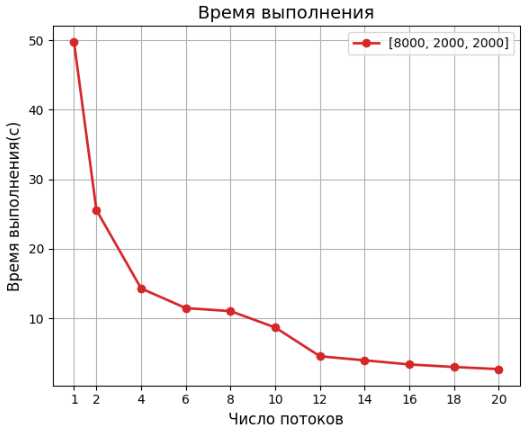 Время выполнения
[8000, 2000, 2000]
50
40
30
20
10
Время выполнения(с)
1 2 4 6 8 10 12 14 16 18 20
Число потоков